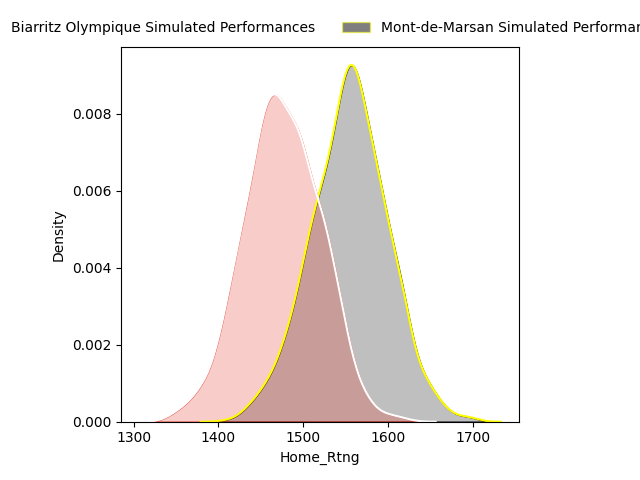 Biarritz Olympique Simulated Performances
Mont-de-Marsan Simulated Performar
0.008
0.006
0.004
0.002
0.000
1300 1400 1500 1600 1700
Density
Home_Rtng